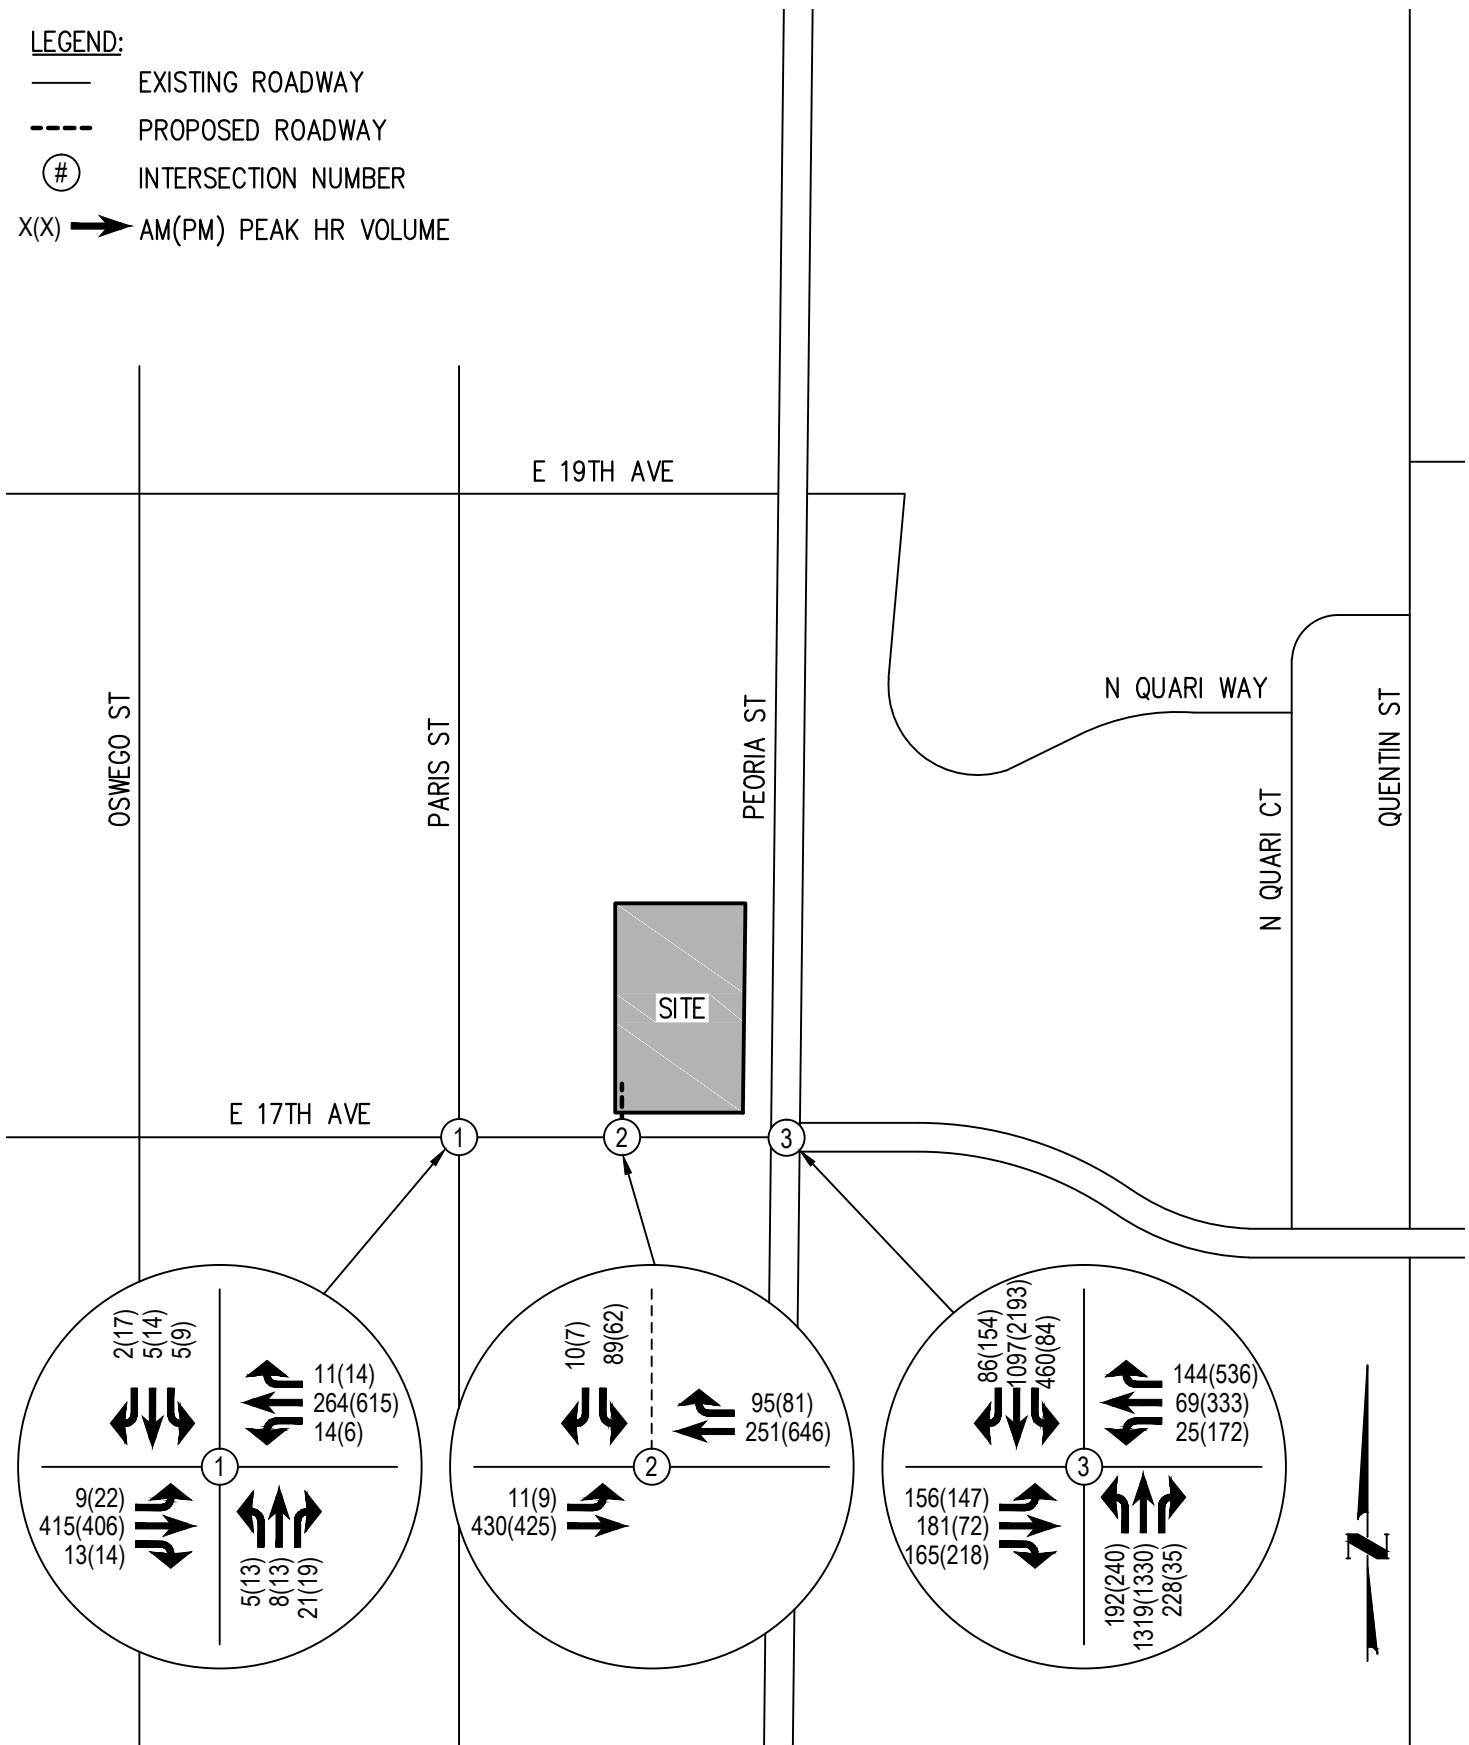 LEGEND:
EXISTING ROADWAY
PROPOSED ROADWAY
# INTERSECTION NUMBER
X(X) AM(PM) PEAK HR VOLUME
E 19TH AVE
OSWEGO ST
PARIS ST
PEORIA ST
N QUARI WAY
N QUARI CT
QUENTIN ST
SITE
E 17TH AVE
1
2
3
2(17)
5(14)
5(9)
11(14)
264(615)
14(6)
1
9(22)
415(406)
13(14)
5(13)
8(13)
21(19)
10(7)
89(62)
95(81)
251(646)
2
11(9)
430(425)
86(154)
1097(2193)
460(84)
144(536)
69(333)
25(172)
3
156(147)
181(72)
165(218)
192(240)
1319(1330)
228(35)
N